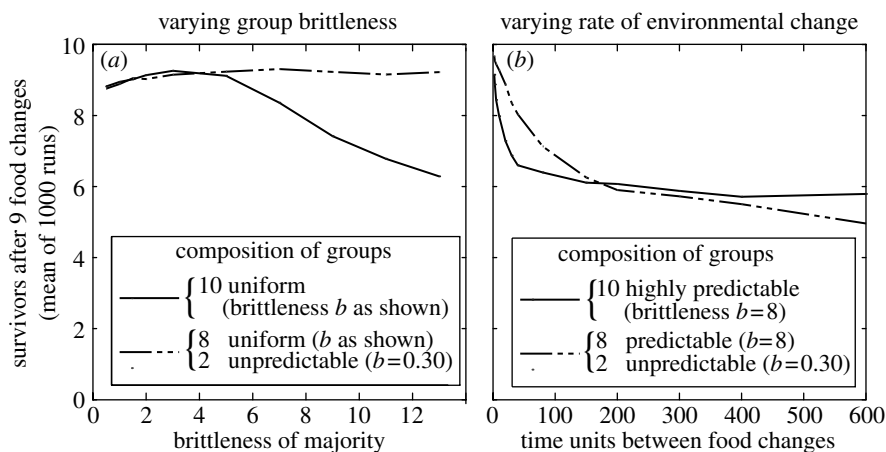 varying group brittleness
varying rate of environmental change
survivors after 9 food changes
(mean of 1000 runs)
10
8
6
4
2
0
(a)
composition of groups
10 uniform
(brittleness b as shown)
8 uniform (b as shown)
2 unpredictable (b=0.30)
0 2 4 6 8 10 12
brittleness of majority
(b)
composition of groups
10 highly predictable
(brittleness b=8)
8 predictable (b=8)
2 unpredictable (b=0.30)
0 100 200 300 400 500 600
time units between food changes